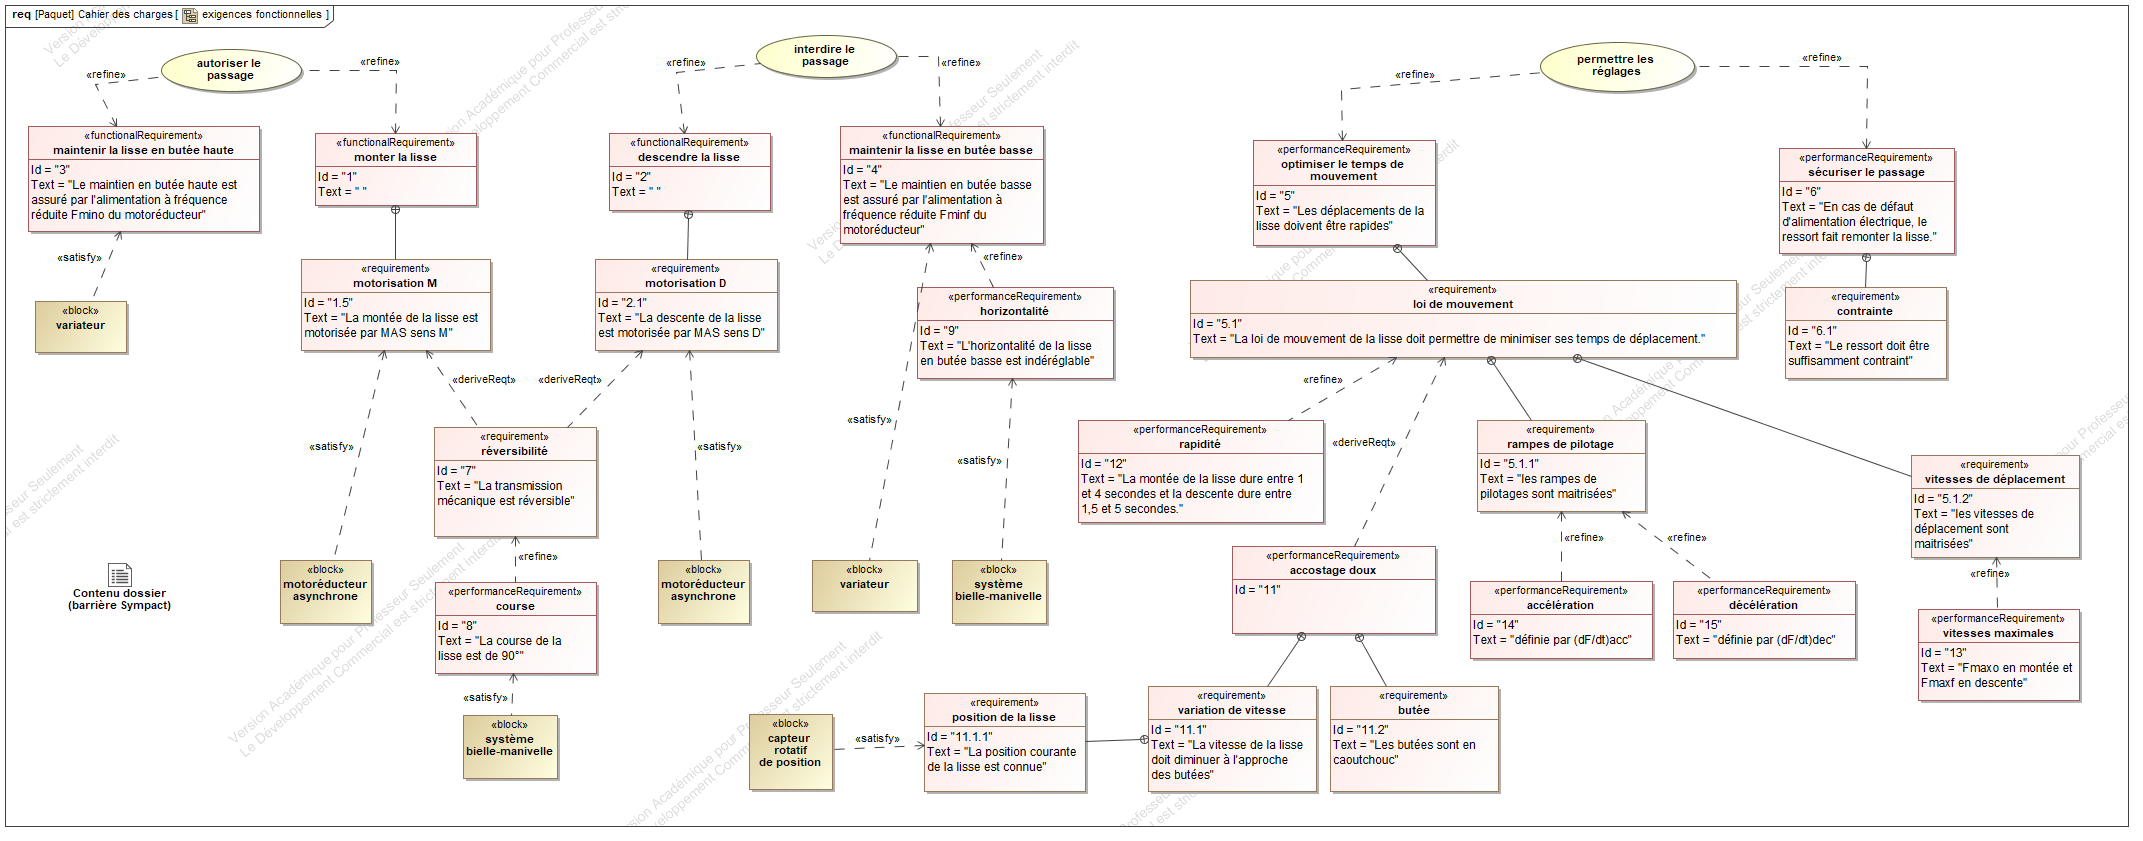 req [Paquet] Cahier des charges [ exigences fonctionnelles ]
autoriser le
passage
interdire le
passage
permettre les
réglages
«refine»
«refine»
«refine»
«refine»
«refine»
«refine»
«functionalRequirement»
maintenir la lisse en butée haute
Id = "3"
Text = "Le maintien en butée haute est
assuré par l'alimentation à fréquence
réduite Fmino du motoréducteur"
«functionalRequirement»
monter la lisse
Id = "1"
Text = " "
«functionalRequirement»
descendre la lisse
Id = "2"
Text = " "
«functionalRequirement»
maintenir la lisse en butée basse
Id = "4"
Text = "Le maintien en butée basse
est assuré par l'alimentation à
fréquence réduite Fminf du
motoréducteur"
«performanceRequirement»
optimiser le temps de
mouvement
Id = "5"
Text = "Les déplacements de la
lisse doivent être rapides"
«performanceRequirement»
sécuriser le passage
Id = "6"
Text = "En cas de défaut
d'alimentation électrique, le
ressort fait remonter la lisse."
«satisfy»
«block»
variateur
«requirement»
motorisation M
Id = "1.5"
Text = "La montée de la lisse est
motorisée par MAS sens M"
«requirement»
motorisation D
Id = "2.1"
Text = "La descente de la lisse
est motorisée par MAS sens D"
«refine»
«performanceRequirement»
horizontalité
Id = "9"
Text = "L'horizontalité de la lisse
en butée basse est indéréglable"
«requirement»
loi de mouvement
Id = "5.1"
Text = "La loi de mouvement de la lisse doit permettre de minimiser ses temps de déplacement."
«requirement»
contrainte
Id = "6.1"
Text = "Le ressort doit être
suffisamment contraint"
«deriveReqt»
«deriveReqt»
«refine»
«satisfy»
«satisfy»
«satisfy»
«satisfy»
«deriveReqt»
«requirement»
réversibilité
Id = "7"
Text = "La transmission
mécanique est réversible"
«performanceRequirement»
rapidité
Id = "12"
Text = "La montée de la lisse dure entre 1
et 4 secondes et la descente dure entre
1,5 et 5 secondes."
«requirement»
rampes de pilotage
Id = "5.1.1"
Text = "les rampes de
pilotages sont maitrisées"
«requirement»
vitesses de déplacement
Id = "5.1.2"
Text = "les vitesses de
déplacement sont
maitrisées"
«refine»
«refine»
«refine»
«refine»
Contenu dossier
(barrière Sympact)
«block»
motoréducteur
asynchrone
«performanceRequirement»
course
Id = "8"
Text = "La course de la
lisse est de 90°"
«block»
motoréducteur
asynchrone
«block»
variateur
«block»
système
bielle-manivelle
«performanceRequirement»
accostage doux
Id = "11"
«performanceRequirement»
accélération
Id = "14"
Text = "définie par (dF/dt)acc"
«performanceRequirement»
décélération
Id = "15"
Text = "définie par (dF/dt)dec"
«performanceRequirement»
vitesses maximales
Id = "13"
Text = "Fmaxo en montée et
Fmaxf en descente"
«satisfy»
«block»
système
bielle-manivelle
«block»
capteur
rotatif
de position
«satisfy»
«requirement»
position de la lisse
Id = "11.1.1"
Text = "La position courante
de la lisse est connue"
«requirement»
variation de vitesse
Id = "11.1"
Text = "La vitesse de la lisse
doit diminuer à l'approche
des butées"
«requirement»
butée
Id = "11.2"
Text = "Les butées sont en
caoutchouc"
Version Académique pour Professeur Seulement
Le Développement Commercial est strictement interdit